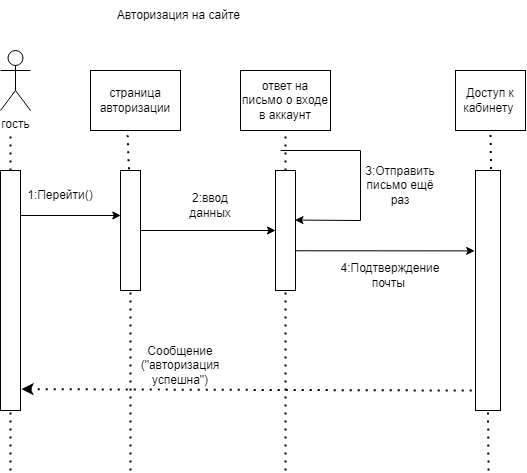 Авторизация на сайте
гость
страница
авторизации
ответ на
письмо о входе
в аккаунт
Доступ к
кабинету
1:Перейти()
2:ввод
данных
3:Отправить
письмо ещё
раз
4:Подтверждение
почты
Сообщение
("авторизация
успешна")